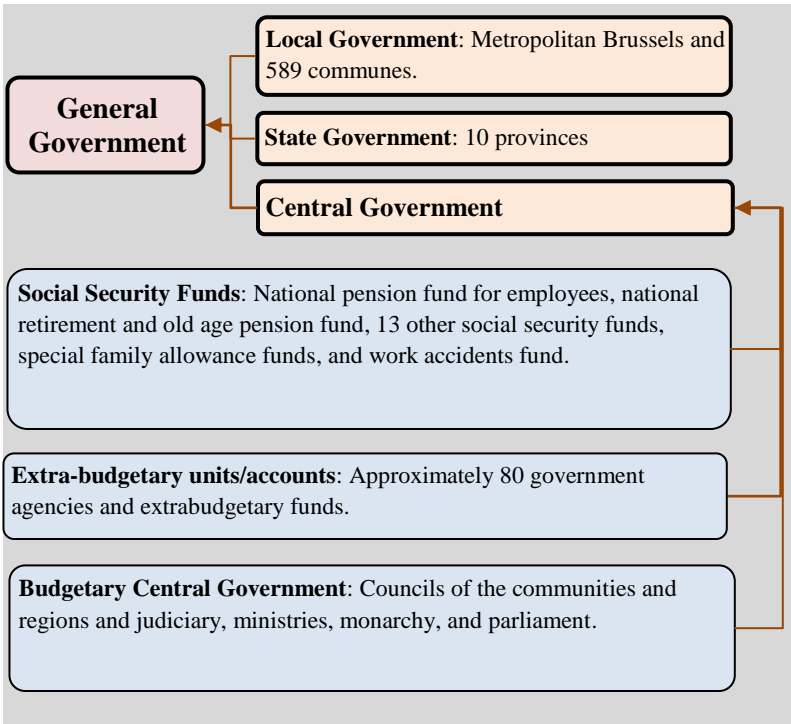 General
Government
Local Government: Metropolitan Brussels and
589 communes.
State Government: 10 provinces
Central Government
Social Security Funds: National pension fund for employees, national
retirement and old age pension fund, 13 other social security funds,
special family allowance funds, and work accidents fund.
Extra-budgetary units/accounts: Approximately 80 government
agencies and extrabudgetary funds.
Budgetary Central Government: Councils of the communities and
regions and judiciary, ministries, monarchy, and parliament.